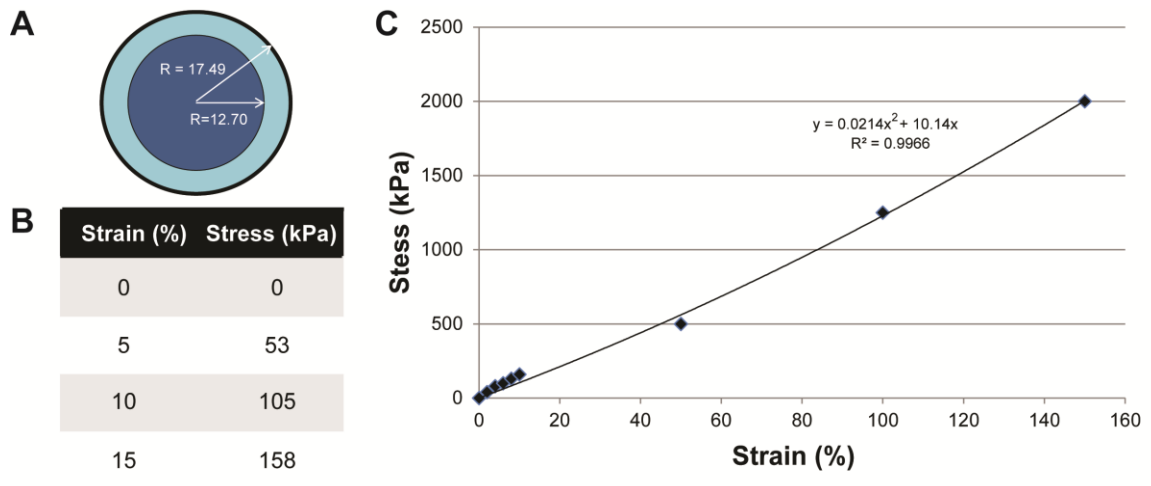 A
R = 17.49
R=12.70
B
Strain (%) Stress (kPa)
0 0
5 53
10 105
15 158
C
Stess (kPa)
2500
2000
1500
1000
500
0
y = 0.0214x² + 10.14x
R² = 0.9966
0 20 40 60 80 100 120 140 160
Strain (%)